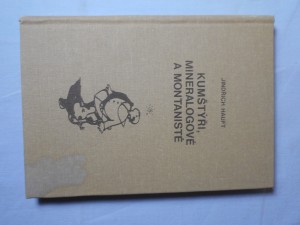 JINDŘICH HAUPT
KUMŠTÝŘI,
MINERALOGOVÉ
A MONTANISTÉ